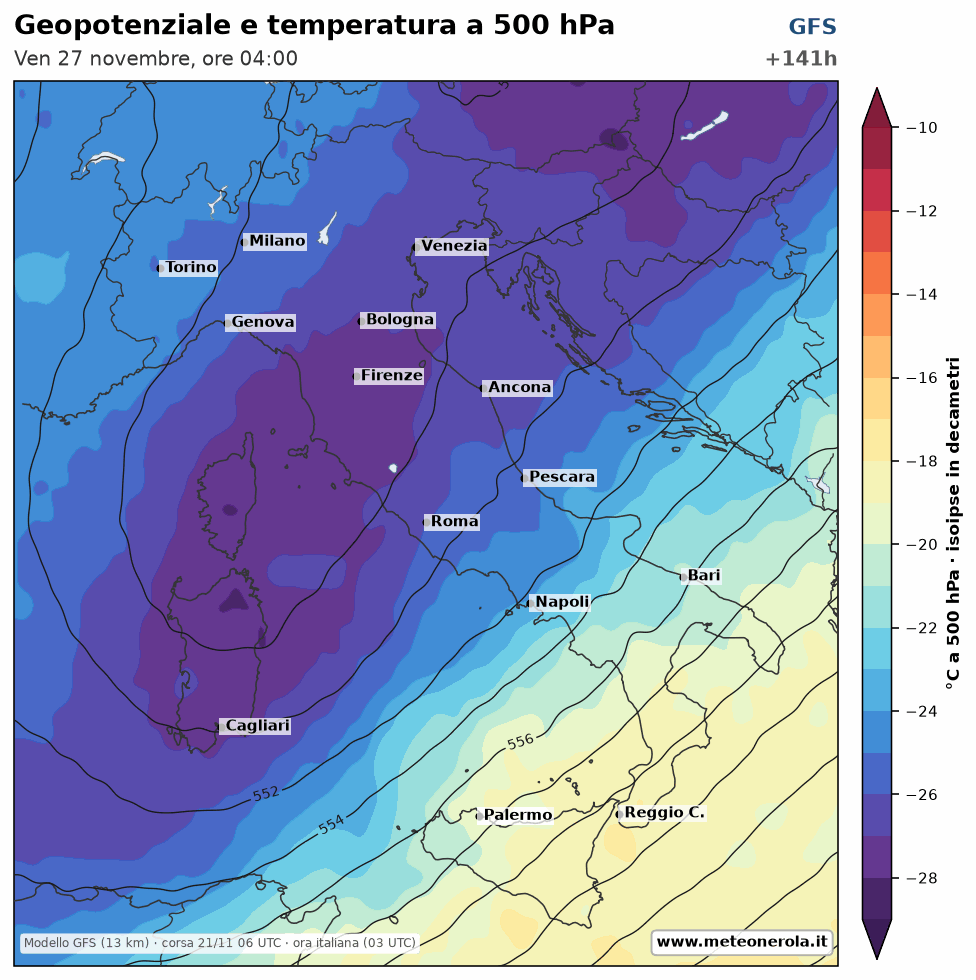 Geopotenziale e temperatura a 500 hPa
GFS
Ven 27 novembre, ore 04:00
+141h
Milano
Venezia
Torino
Genova
Bologna
Firenze
Ancona
Pescara
Roma
Bari
Napoli
Cagliari
556
552
554
Palermo
Reggio C.
−10
−12
−14
−16
−18
−20
−22
−24
−26
−28
°C a 500 hPa · isoipse in decametri
Modello GFS (13 km) · corsa 21/11 06 UTC · ora italiana (03 UTC)
www.meteonerola.it